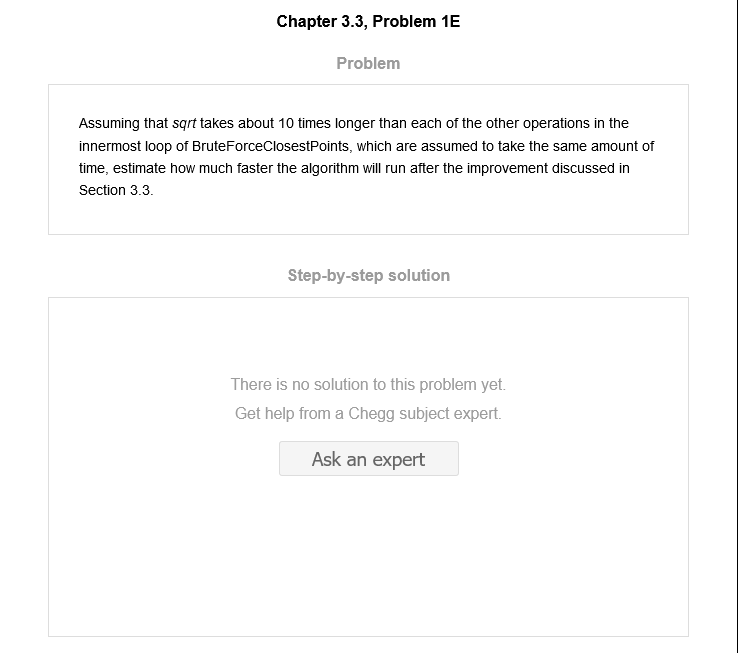 Chapter 3.3, Problem 1E
Problem
Assuming that sqrt takes about 10 times longer than each of the other operations in the
innermost loop of BruteForceClosestPoints, which are assumed to take the same amount of
time, estimate how much faster the algorithm will run after the improvement discussed in
Section 3.3.
Step-by-step solution
There is no solution to this problem yet.
Get help from a Chegg subject expert.
Ask an expert